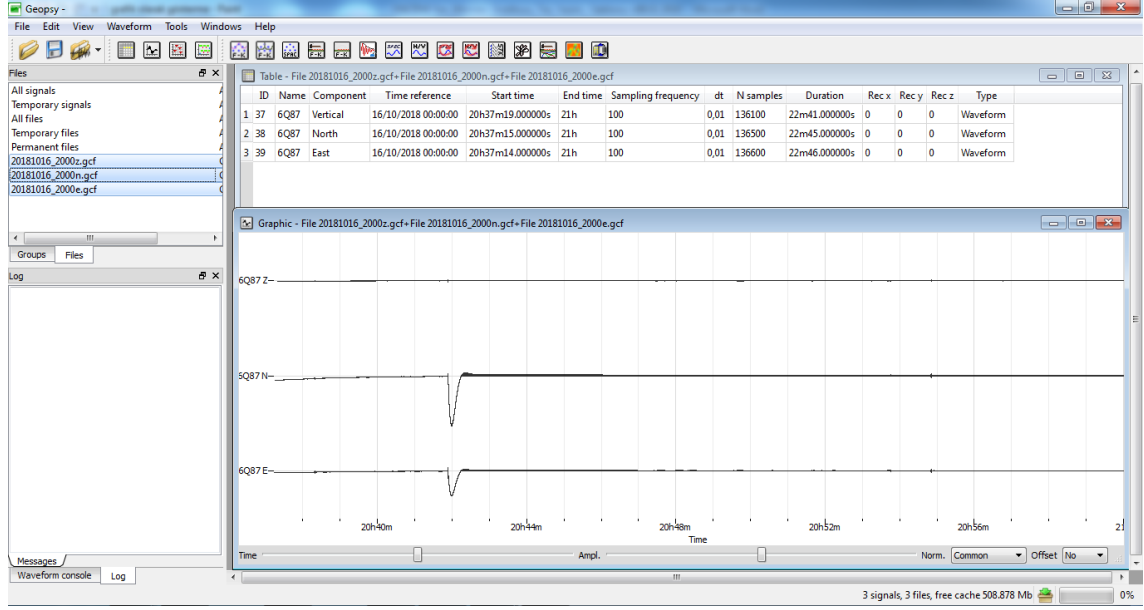 Geopsy -
File Edit View Waveform Tools Windows Help
Files
All signals
Temporary signals
All files
Temporary files
Permanent files
20181016_2000z.gcf
20181016_2000n.gcf
20181016_2000e.gcf
Groups Files
Log
Messages
Waveform console Log
Table - File 20181016_2000z.gcf+File 20181016_2000n.gcf+File 20181016_2000e.gcf
ID Name Component Time reference Start time End time Sampling frequency dt N samples Duration Rec x Rec y Rec z Type
1 37 6Q87 Vertical 16/10/2018 00:00:00 20h37m19.000000s 21h 100 0,01 136100 22m41.000000s 0 0 0 Waveform
2 38 6Q87 North 16/10/2018 00:00:00 20h37m15.000000s 21h 100 0,01 136500 22m45.000000s 0 0 0 Waveform
3 39 6Q87 East 16/10/2018 00:00:00 20h37m14.000000s 21h 100 0,01 136600 22m46.000000s 0 0 0 Waveform
Graphic - File 20181016_2000z.gcf+File 20181016_2000n.gcf+File 20181016_2000e.gcf
6Q87 Z
6Q87 N
6Q87 E
20h40m 20h44m 20h48m 20h52m 20h56m 21
Time
Time Ampl. Norm. Common Offset No
3 signals, 3 files, free cache 508.878 Mb 0%